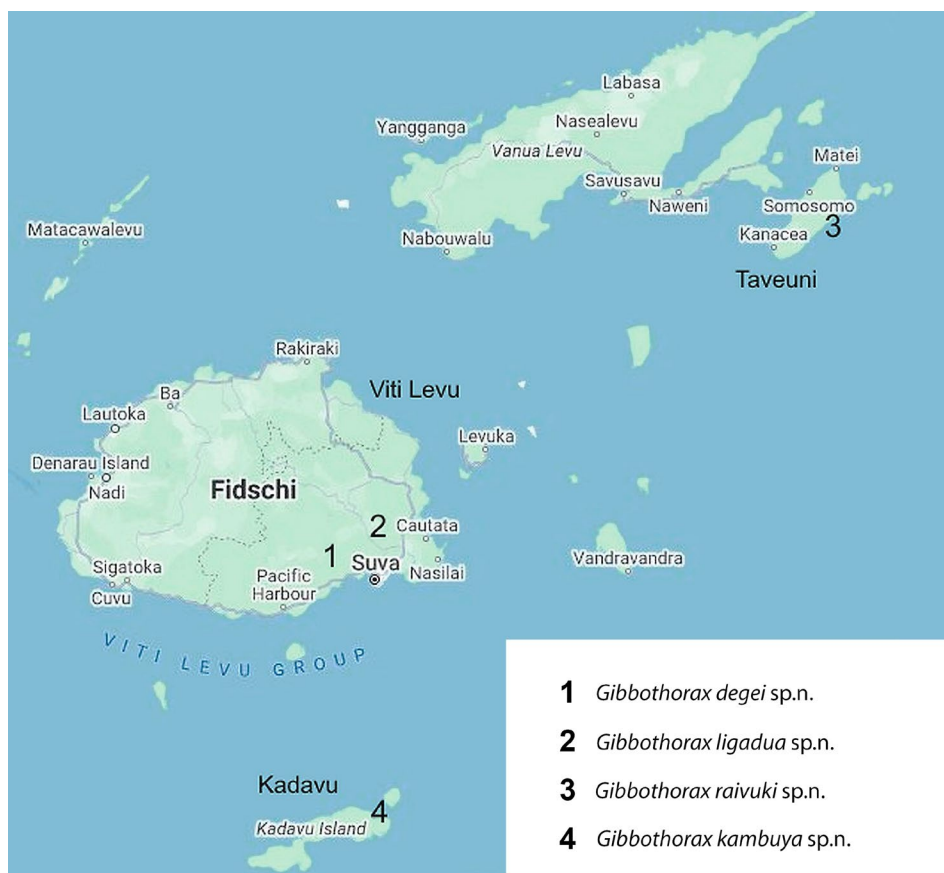 Labasa
Nasealevu
Yangganga
Vanua Levu
Matei
Savusavu
Naweni
Somosomo
3
Matacawalevu
Nabouwalu
Kanacea
Taveuni
Rakiraki
Viti Levu
Ba
Lautoka
Levuka
Denarau Island
Nadi
Fidschi
2
Cautata
1
Suva
Vandravandra
Sigatoka
Pacific
Harbour
Nasilai
Cuvu
VITI LEVU GROUP
Kadavu
4
Kadavu Island
1 Gibbothorax degei sp.n.
2 Gibbothorax ligadua sp.n.
3 Gibbothorax raivuki sp.n.
4 Gibbothorax kambuya sp.n.